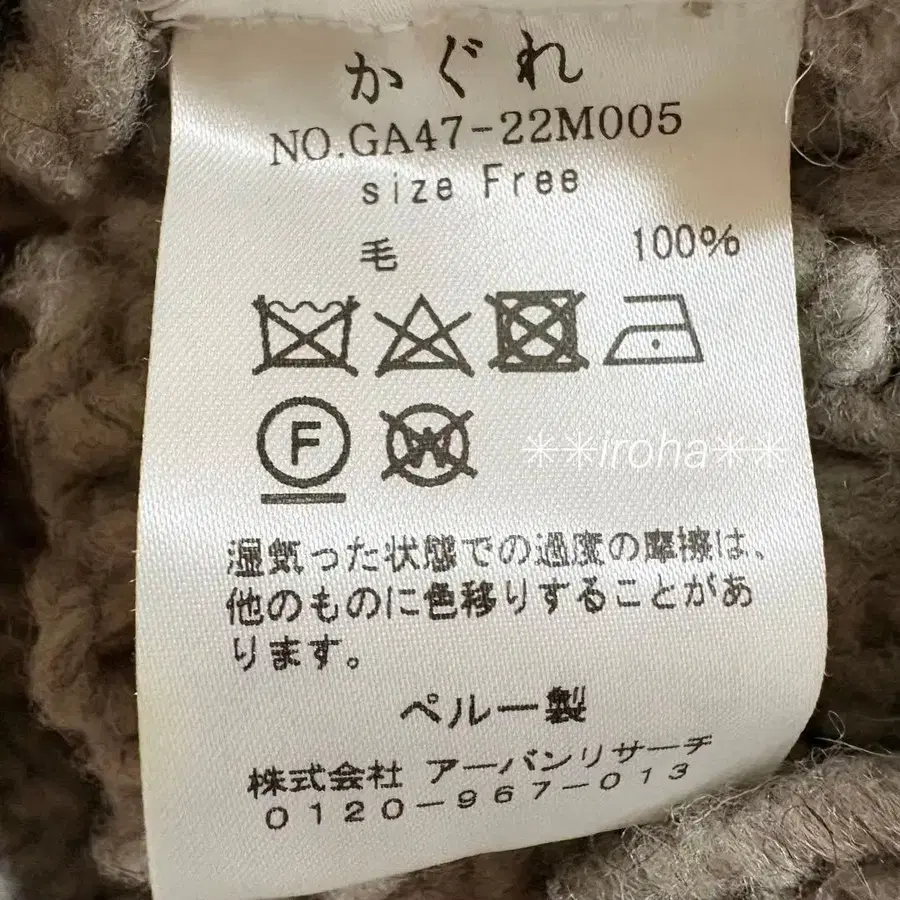 かぐれ
NO.GA47-22M005
size Free
毛 100%
F W
✳✳iroha✳✳
湿気った状態での過度の摩擦は、
他のものに色移りすることがあ
ります。
ペルー製
株式会社 アーバンリサーチ
0120-967-013